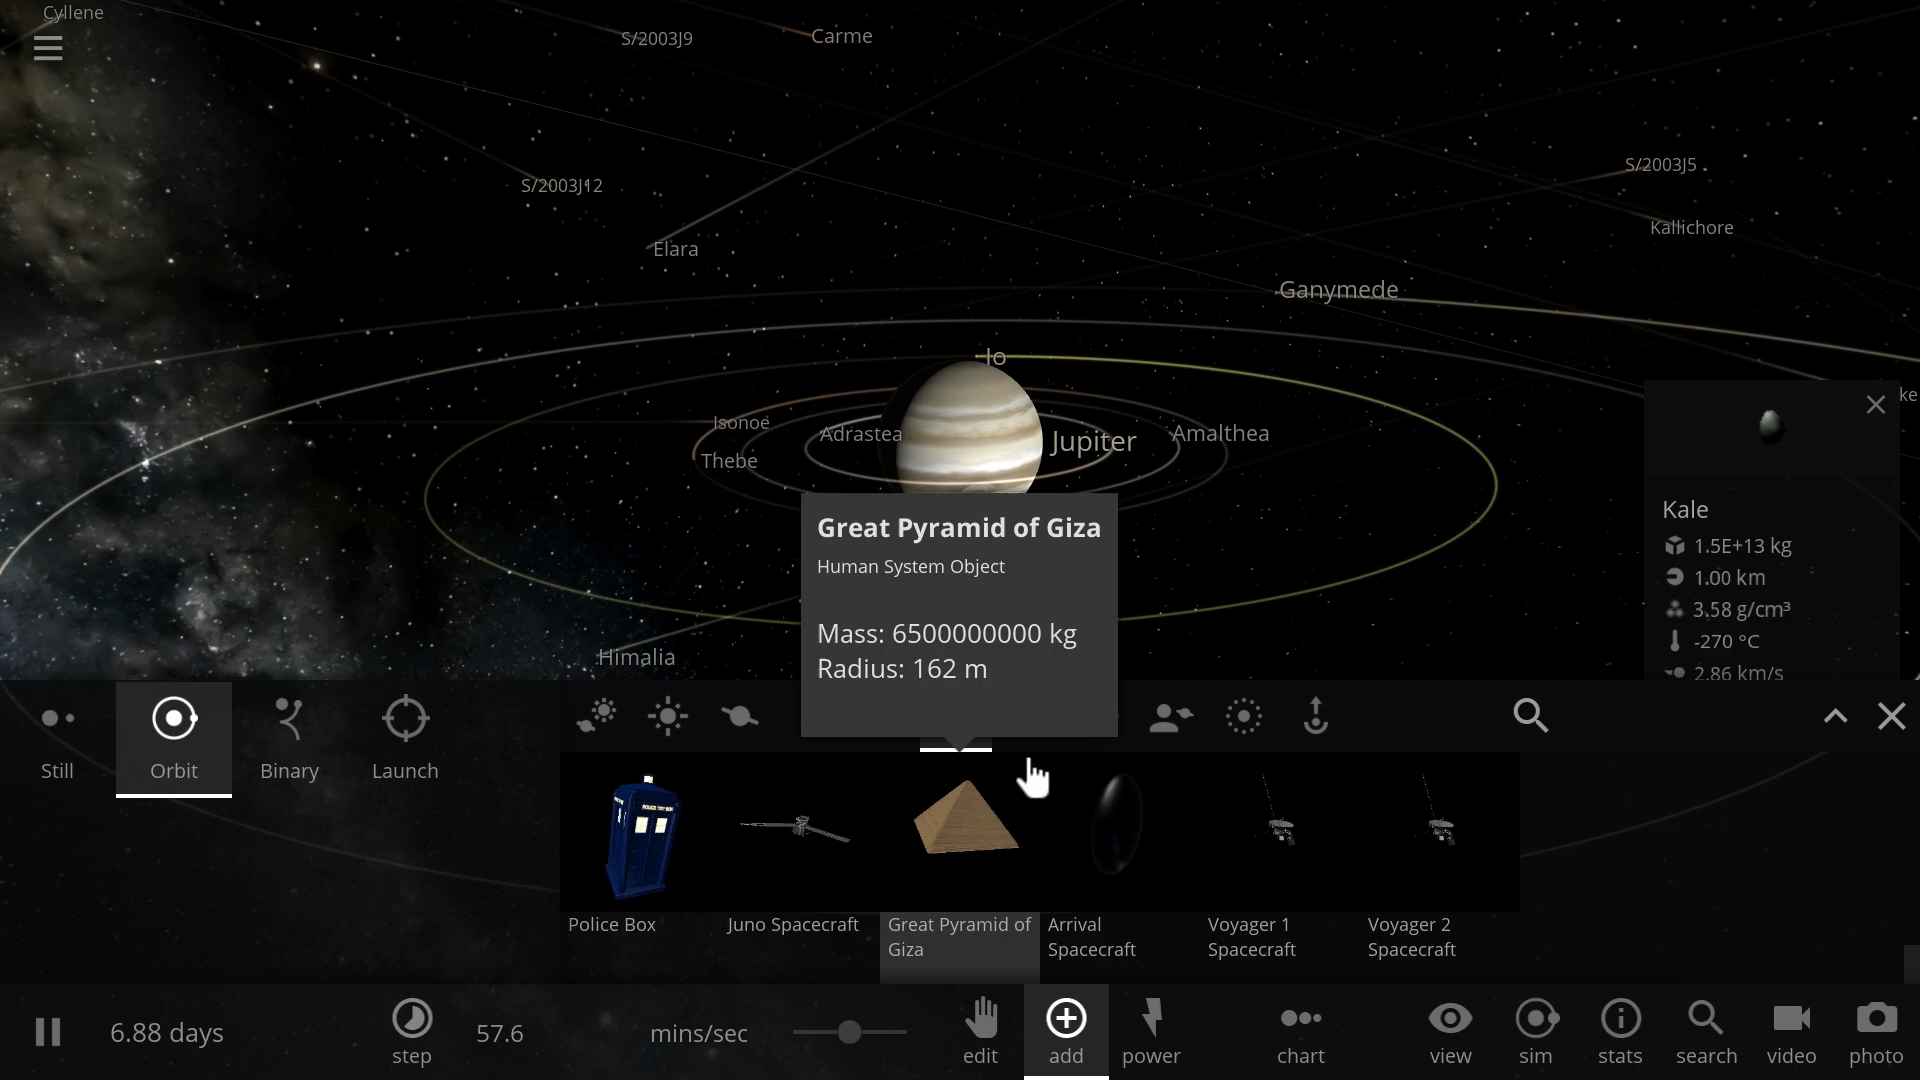 Cyllene
S/2003J9
Carme
S/2003J12
S/2003J5
Elara
Kallichore
Ganymede
Io
ke
Isonoe
Adrastea
Jupiter
Amalthea
Thebe
Kale
1.5E+13 kg
1.00 km
3.58 g/cm³
-270 °C
2.86 km/s
Great Pyramid of Giza
Human System Object
Mass: 6500000000 kg
Radius: 162 m
Himalia
Still
Orbit
Binary
Launch
POLICE BOX
Police Box
Juno Spacecraft
Great Pyramid of
Giza
Arrival
Spacecraft
Voyager 1
Spacecraft
Voyager 2
Spacecraft
6.88 days
step
57.6
mins/sec
edit
add
power
chart
view
sim
stats
search
video
photo